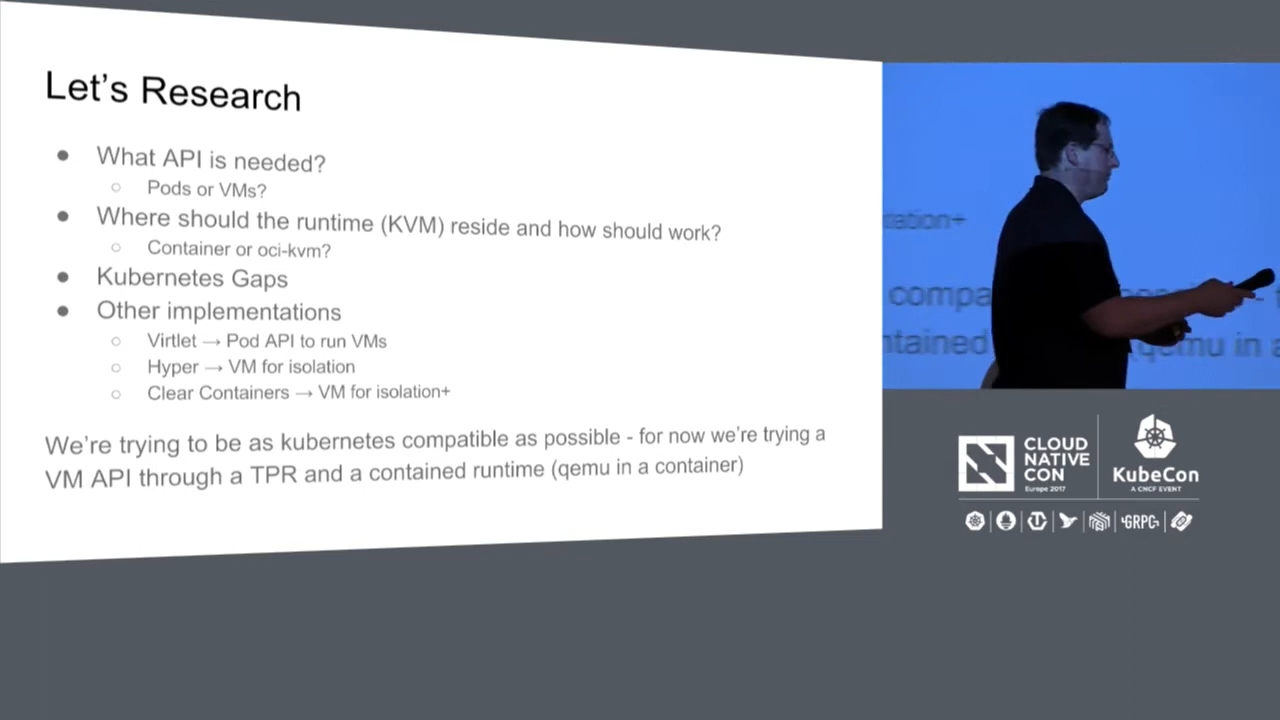 Let's Research
● What API is needed?
○ Pods or VMs?
● Where should the runtime (KVM) reside and how should work?
○ Container or oci-kvm?
● Kubernetes Gaps
● Other implementations
○ Virtlet → Pod API to run VMs
○ Hyper → VM for isolation
○ Clear Containers → VM for isolation+
We're trying to be as kubernetes compatible as possible - for now we're trying a
VM API through a TPR and a contained runtime (qemu in a container)
CLOUD
NATIVE
CON
Europe 2017
KubeCon
A CNCF EVENT
GRPC